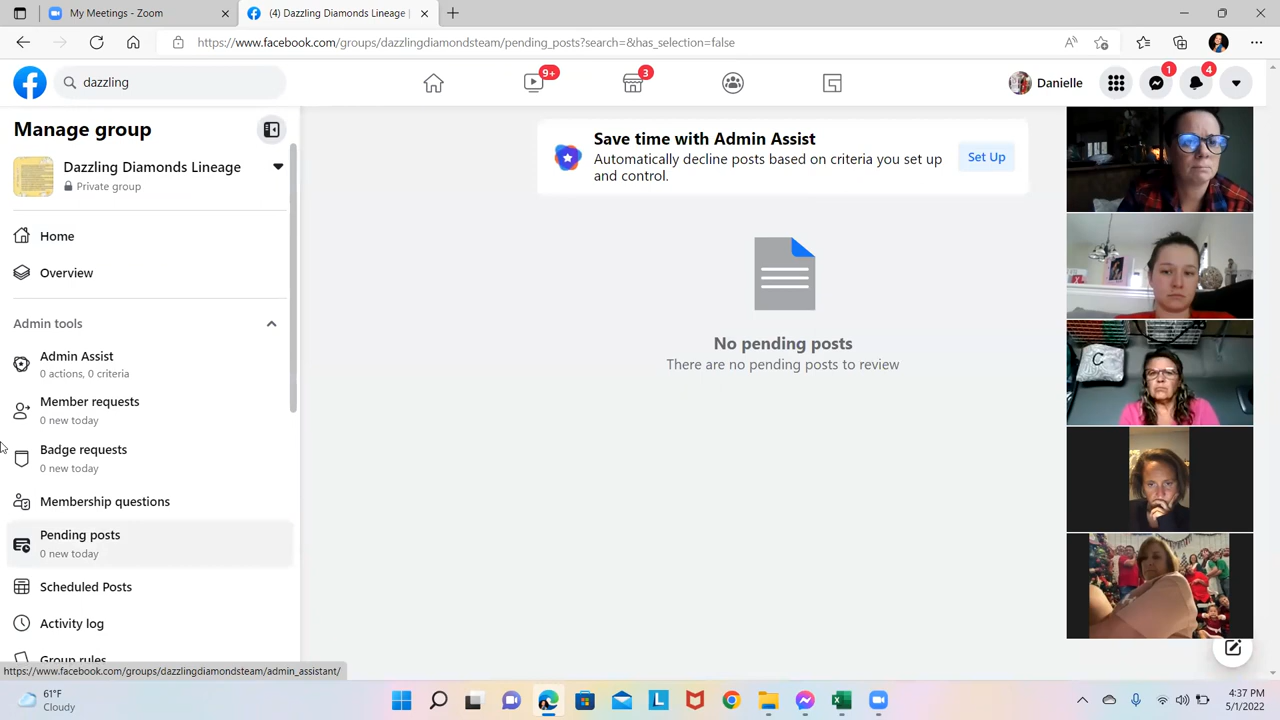 My Meetings - Zoom
(4) Dazzling Diamonds Lineage |
https://www.facebook.com/groups/dazzlingdiamondsteam/pending_posts?search=&has_selection=false
dazzling
9+
3
Danielle
1
4
Manage group
Dazzling Diamonds Lineage
Private group
Home
Overview
Admin tools
Admin Assist
0 actions, 0 criteria
Member requests
0 new today
Badge requests
0 new today
Membership questions
Pending posts
0 new today
Scheduled Posts
Activity log
Group rules
Save time with Admin Assist
Automatically decline posts based on criteria you set up
and control.
Set Up
No pending posts
There are no pending posts to review
C
https://www.facebook.com/groups/dazzlingdiamondsteam/admin_assistant/
61°F
Cloudy
4:37 PM
5/1/2022